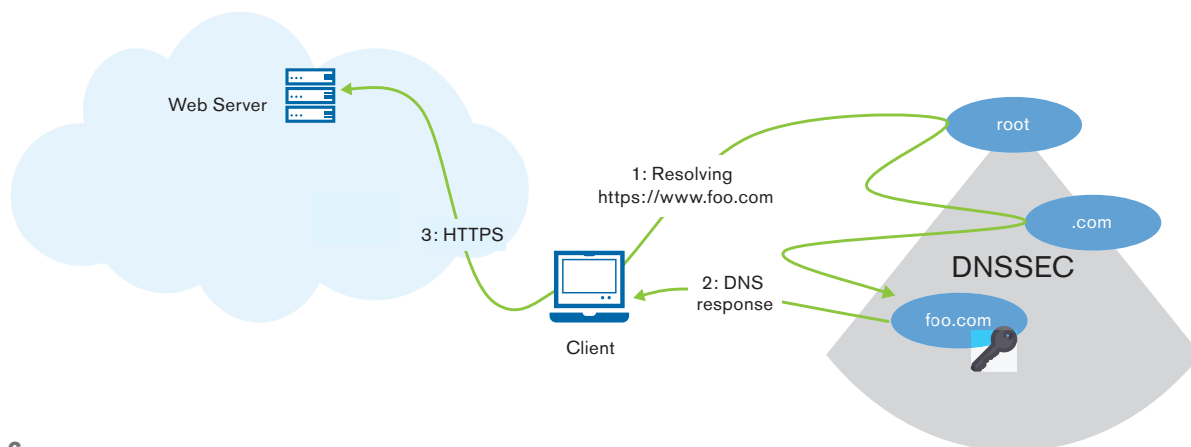 Web Server
root
1: Resolving
https://www.foo.com
.com
3: HTTPS
DNSSEC
2: DNS
response
foo.com
Client